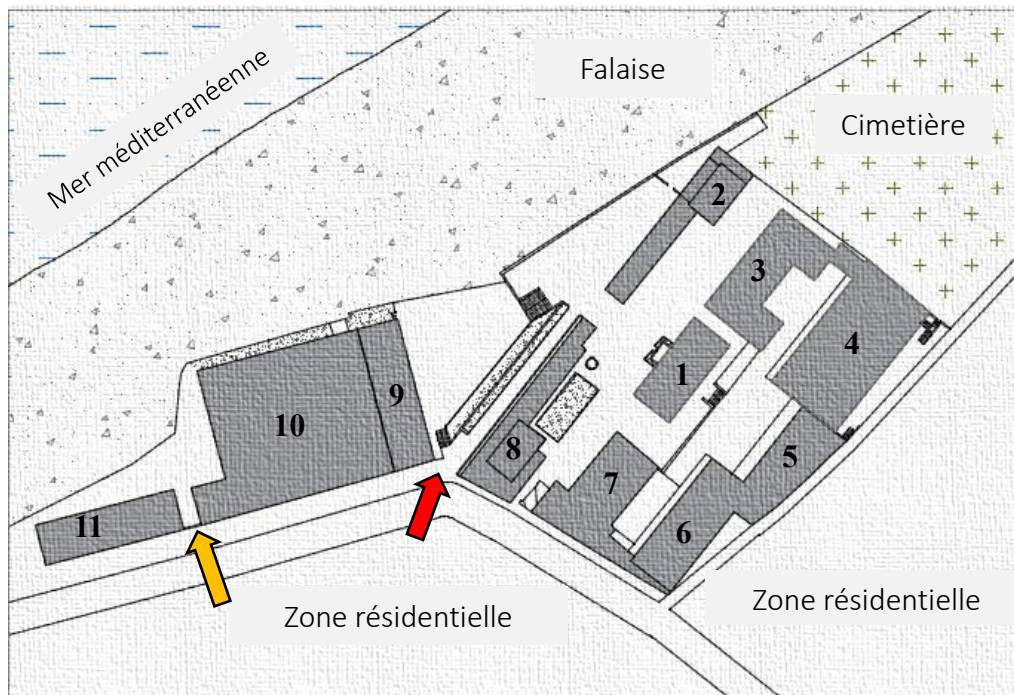 Mer méditerranéenne
Falaise
Cimetière
2
3
4
1
9
10
8
5
7
6
11
Zone résidentielle
Zone résidentielle